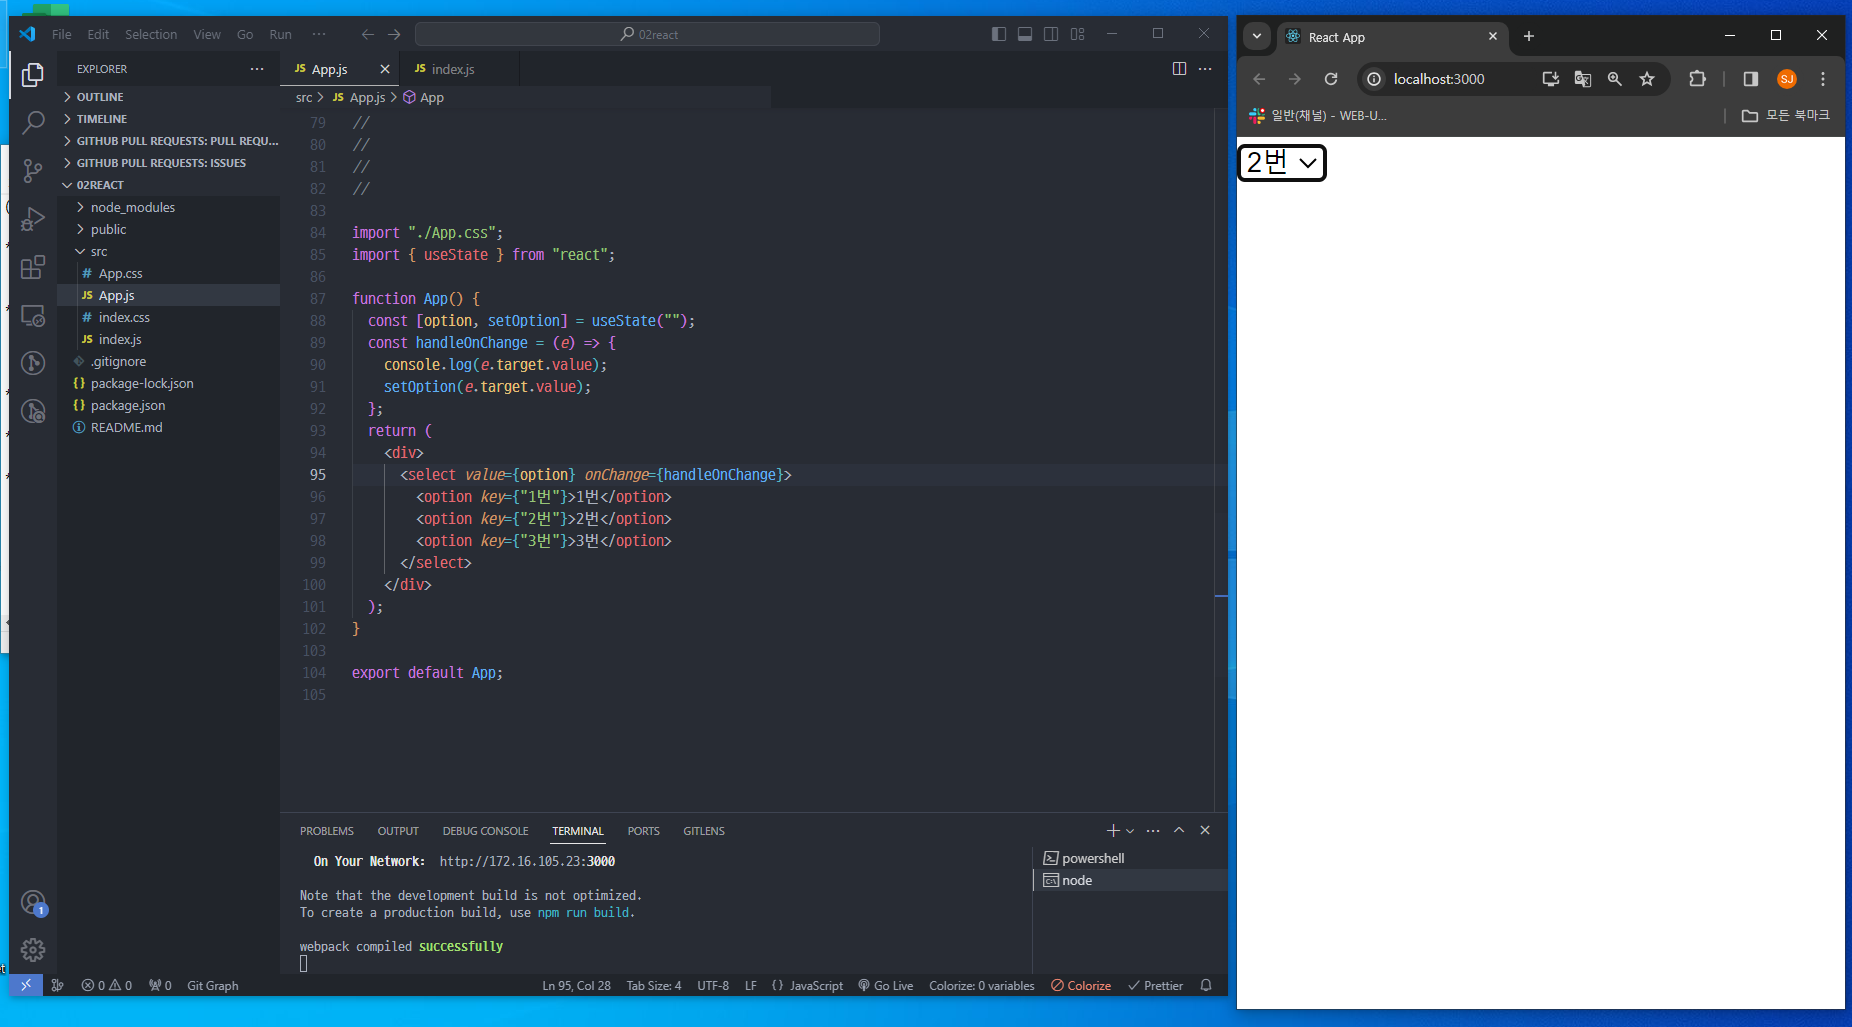 File Edit Selection View Go Run ··· 02react
EXPLORER ···
OUTLINE
TIMELINE
GITHUB PULL REQUESTS: PULL REQU...
GITHUB PULL REQUESTS: ISSUES
02REACT
node_modules
public
src
# App.css
JS App.js
# index.css
JS index.js
.gitignore
{} package-lock.json
{} package.json
README.md
JS App.js JS index.js ···
src > JS App.js > App
79 //
80 //
81 //
82 //
83
84 import "./App.css";
85 import { useState } from "react";
86
87 function App() {
88 const [option, setOption] = useState("");
89 const handleOnChange = (e) => {
90 console.log(e.target.value);
91 setOption(e.target.value);
92 };
93 return (
94 <div>
95 <select value={option} onChange={handleOnChange}>
96 <option key={"1번"}>1번</option>
97 <option key={"2번"}>2번</option>
98 <option key={"3번"}>3번</option>
99 </select>
100 </div>
101 );
102 }
103
104 export default App;
105
PROBLEMS OUTPUT DEBUG CONSOLE TERMINAL PORTS GITLENS ···
On Your Network: http://172.16.105.23:3000
Note that the development build is not optimized.
To create a production build, use npm run build.
webpack compiled successfully
powershell
node
1
0 0 0 Git Graph Ln 95, Col 28 Tab Size: 4 UTF-8 LF {} JavaScript Go Live Colorize: 0 variables Colorize Prettier
React App
localhost:3000 SJ
일반(채널) - WEB-U... 모든 북마크
2번